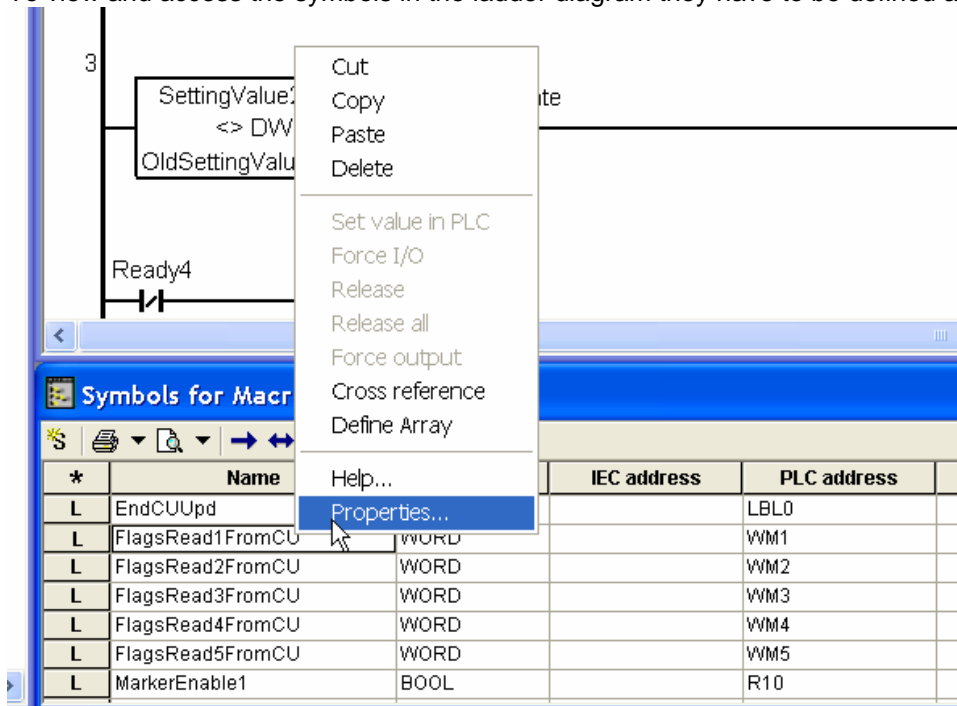 To view and access the symbols in the ladder diagram they have to be defined a
3
SettingValue2
<> DW
OldSettingValu
Ready4
Cut
Copy
Paste
Delete
Set value in PLC
Force I/O
Release
Release all
Force output
Cross reference
Define Array
Help...
Properties...
Symbols for Macr
* Name IEC address PLC address
L EndCUUpd LBL0
L FlagsRead1FromCU WORD WM1
L FlagsRead2FromCU WORD WM2
L FlagsRead3FromCU WORD WM3
L FlagsRead4FromCU WORD WM4
L FlagsRead5FromCU WORD WM5
L MarkerEnable1 BOOL R10